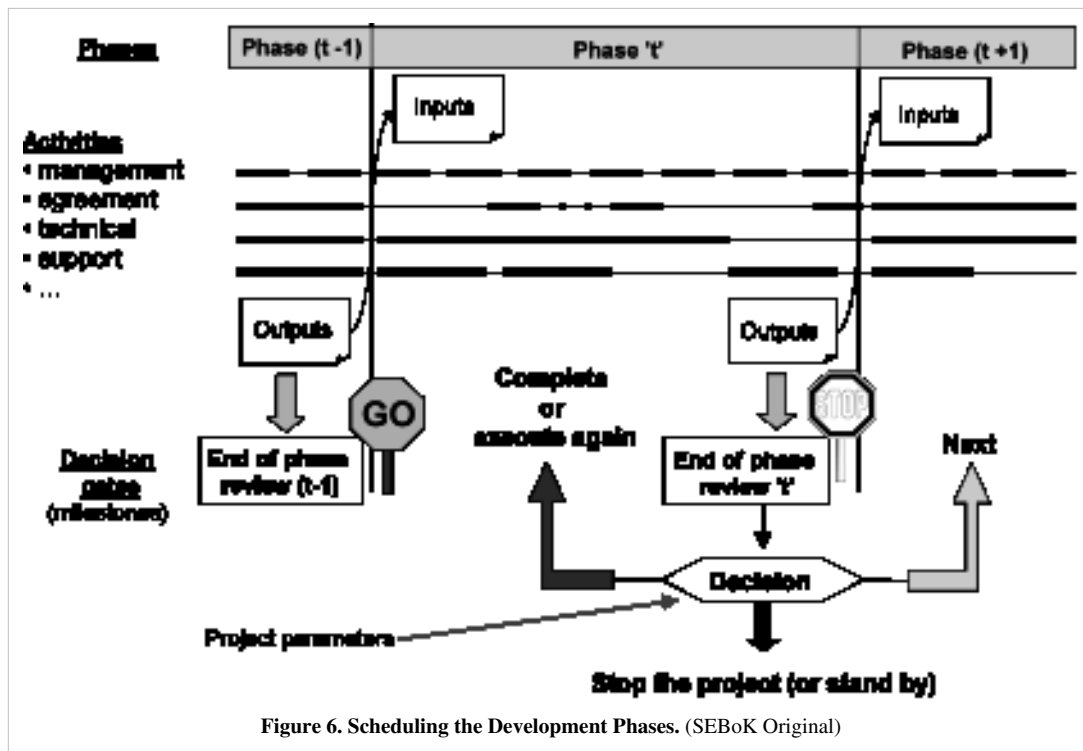 Phases
Phase (t -1)
Phase 't'
Phase (t +1)
Inputs
Inputs
Activities
• management
• agreement
• technical
• support
• ...
Outputs
Outputs
GO
STOP
Complete
or
execute again
Next
Decision
gates
(milestones)
End of phase
review (t-1)
End of phase
review 't'
Decision
Project parameters
Stop the project (or stand by)
Figure 6. Scheduling the Development Phases. (SEBoK Original)